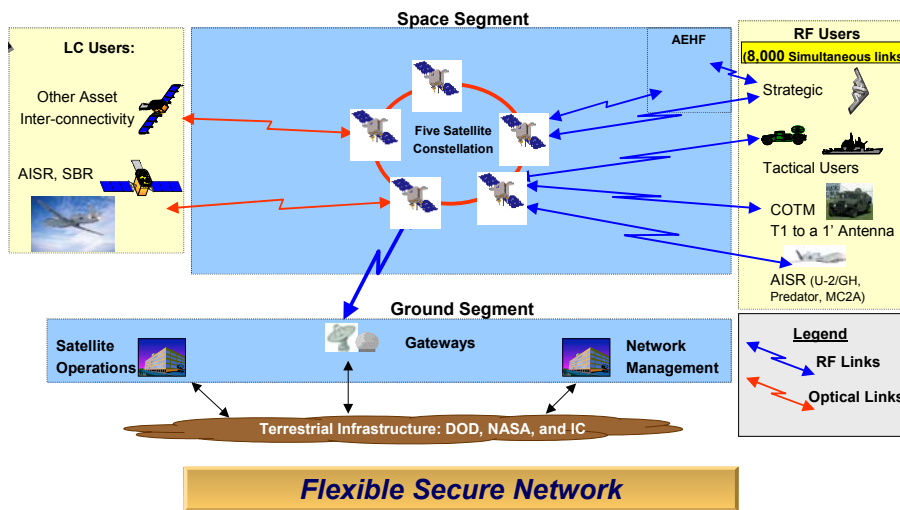 Space Segment
LC Users:
Other Asset
Inter-connectivity
AISR, SBR
Five Satellite
Constellation
AEHF
RF Users
(8,000 Simultaneous links
Strategic
Tactical Users
COTM
T1 to a 1' Antenna
AISR (U-2/GH,
Predator, MC2A)
Ground Segment
Satellite
Operations
Gateways
Network
Management
Terrestrial Infrastructure: DOD, NASA, and IC
Legend
RF Links
Optical Links
Flexible Secure Network